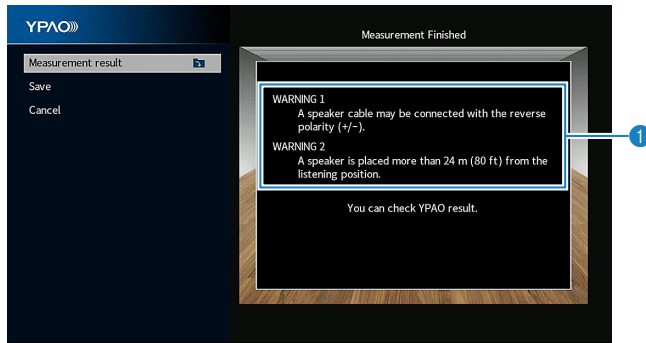 YPAO
Measurement Finished
Measurement result
Save
Cancel
WARNING 1
A speaker cable may be connected with the reverse
polarity (+/−).
WARNING 2
A speaker is placed more than 24 m (80 ft) from the
listening position.
You can check YPAO result.
1